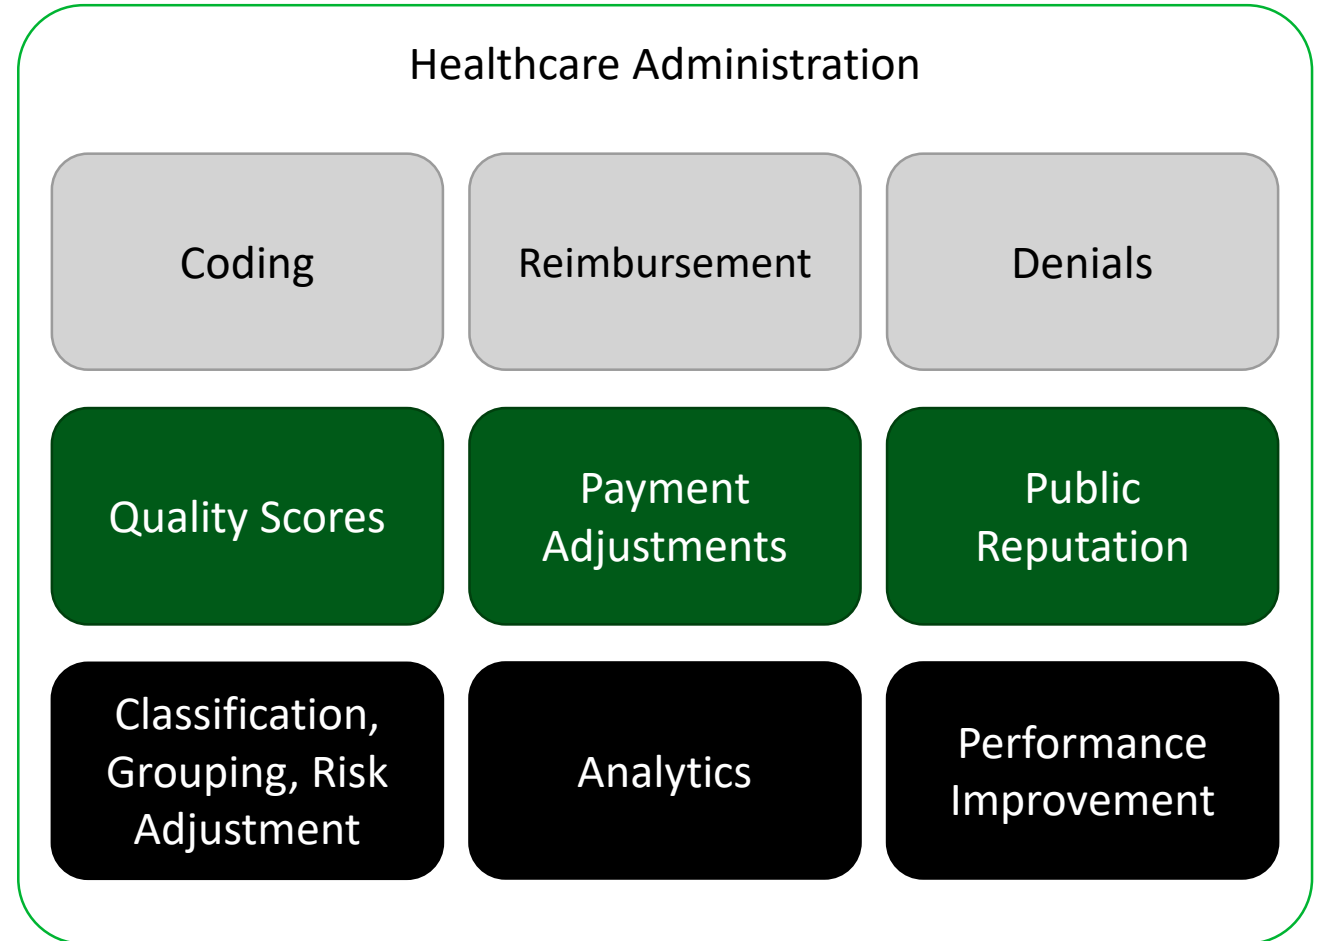 Healthcare Administration
Coding
Reimbursement
Denials
Quality Scores
Payment
Adjustments
Public
Reputation
Classification,
Grouping, Risk
Adjustment
Analytics
Performance
Improvement